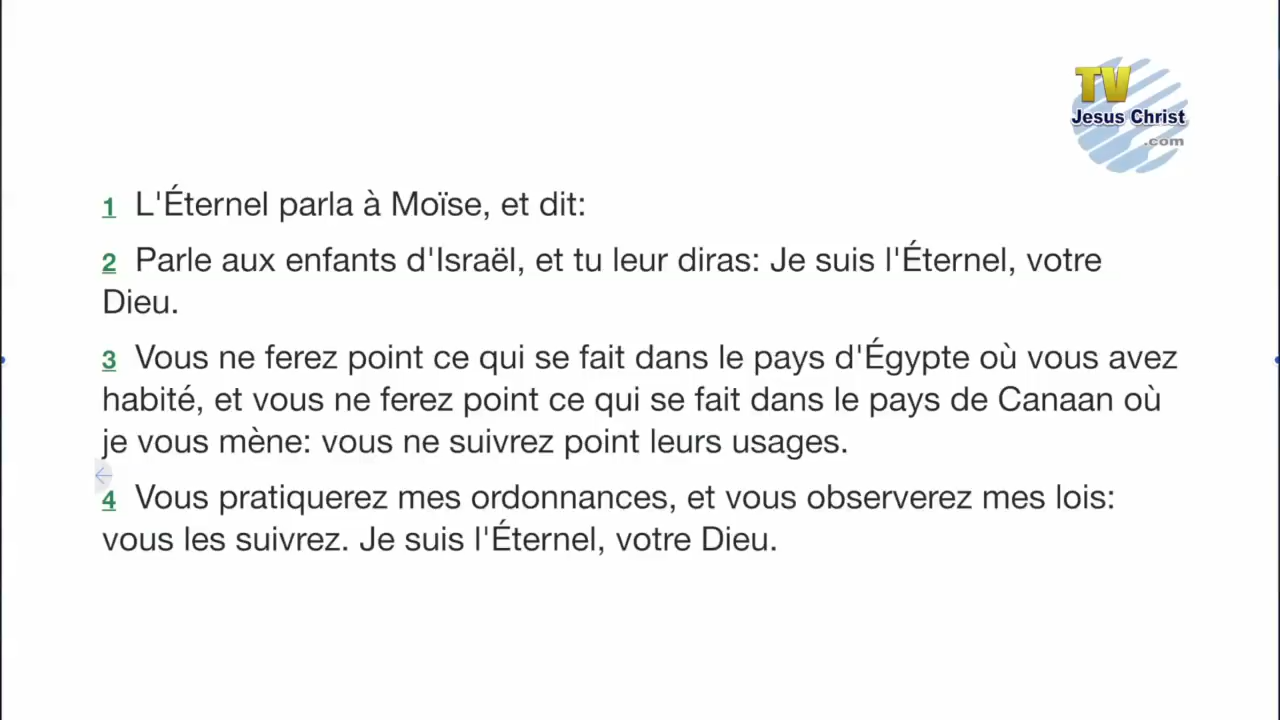 TV
Jesus Christ
.com
1 L'Éternel parla à Moïse, et dit:
2 Parle aux enfants d'Israël, et tu leur diras: Je suis l'Éternel, votre
Dieu.
3 Vous ne ferez point ce qui se fait dans le pays d'Égypte où vous avez
habité, et vous ne ferez point ce qui se fait dans le pays de Canaan où
je vous mène: vous ne suivrez point leurs usages.
4 Vous pratiquerez mes ordonnances, et vous observerez mes lois:
vous les suivrez. Je suis l'Éternel, votre Dieu.